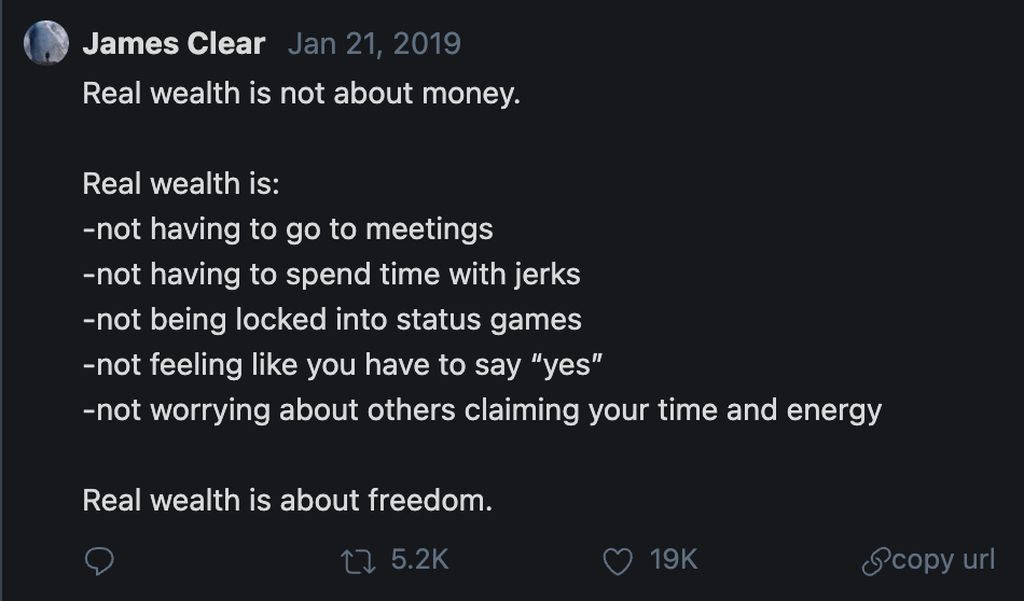 James Clear Jan 21, 2019
Real wealth is not about money.
Real wealth is:
-not having to go to meetings
-not having to spend time with jerks
-not being locked into status games
-not feeling like you have to say “yes”
-not worrying about others claiming your time and energy
Real wealth is about freedom.
5.2K 19K copy url